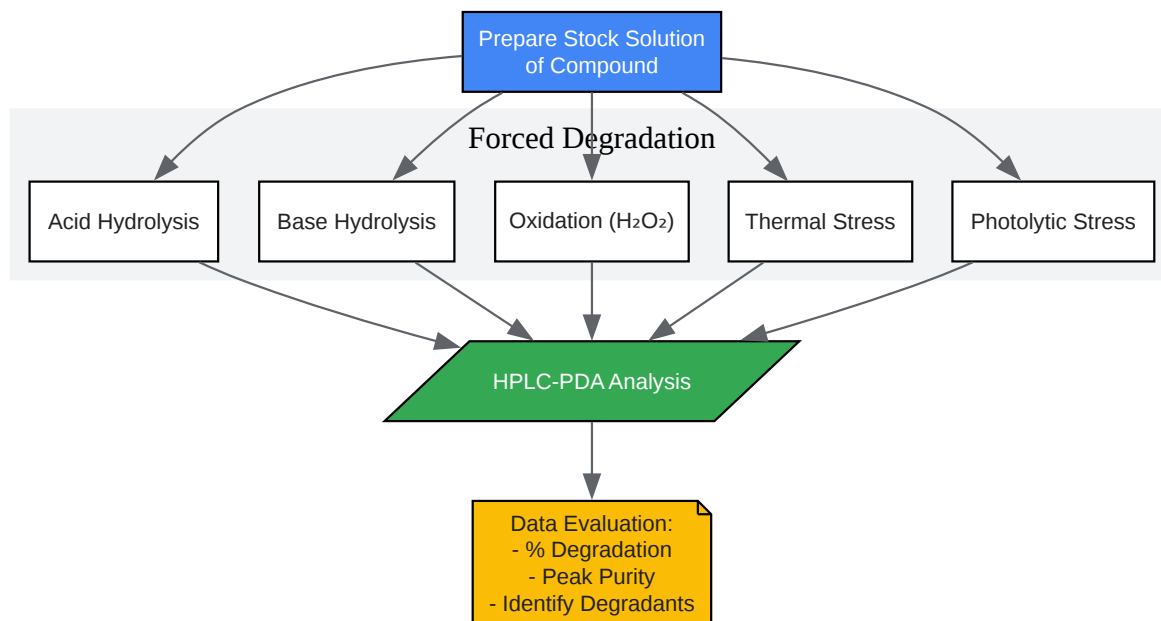 Prepare Stock Solution
of Compound
Forced Degradation
Acid Hydrolysis
Base Hydrolysis
Oxidation (H₂O₂)
Thermal Stress
Photolytic Stress
HPLC-PDA Analysis
Data Evaluation:
- % Degradation
- Peak Purity
- Identify Degradants